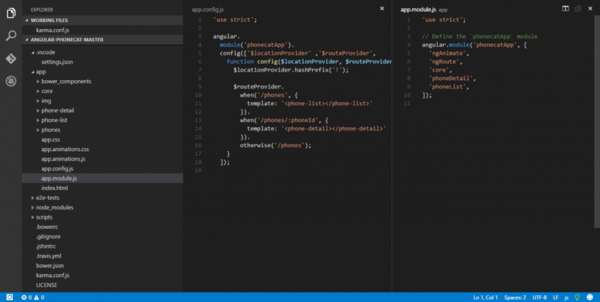 EXPLORER
WORKING FILES
karma.conf.js
ANGULAR-PHONECAT-MASTER
.vscode
settings.json
app
bower_components
core
img
phone-detail
phone-list
phones
app.css
app.animations.css
app.animations.js
app.config.js
app.module.js
index.html
e2e-tests
node_modules
scripts
.bowerrc
.gitignore
.jshintrc
.travis.yml
bower.json
karma.conf.js
LICENSE
app.config.js
1 'use strict';
2
3 angular.
4 module('phonecatApp').
5 config(['$locationProvider' ,'$routeProvider',
6 function config($locationProvider, $routeProvider
7 $locationProvider.hashPrefix('!');
8
9 $routeProvider.
10 when('/phones', {
11 template: '<phone-list></phone-list>'
12 }).
13 when('/phones/:phoneId', {
14 template: '<phone-detail></phone-detail>'
15 }).
16 otherwise('/phones');
17 }
18 ]);
19
app.module.js app
1 'use strict';
2
3 // Define the `phonecatApp` module
4 angular.module('phonecatApp', [
5 'ngAnimate',
6 'ngRoute',
7 'core',
8 'phoneDetail',
9 'phoneList',
10 ]);
11
0 0
Ln 1, Col 1 Spaces: 2 UTF-8 LF js